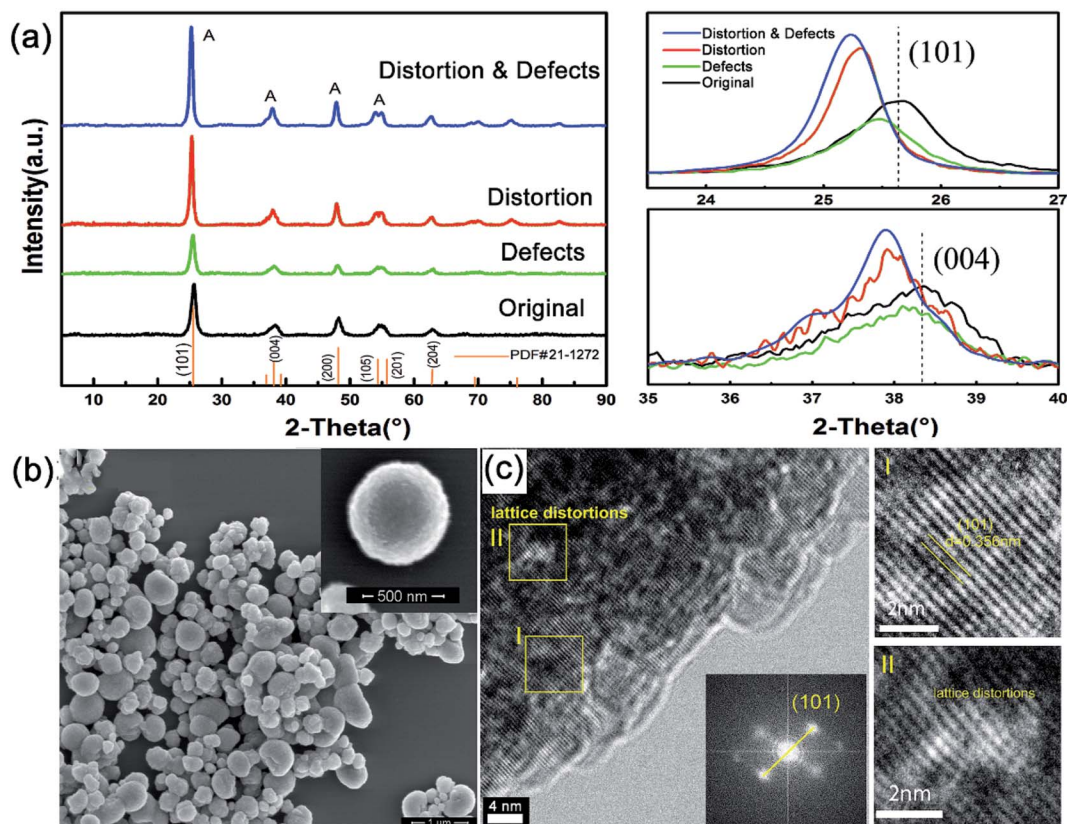 (a)
Intensity(a.u.)
A
A
A
A
Distortion & Defects
Distortion
Defects
Original
(101)
(004)
(200)
(105)
(201)
(204)
PDF#21-1272
10 20 30 40 50 60 70 80 90
2-Theta(°)
Distortion & Defects
Distortion
Defects
Original
(101)
24 25 26 27
(004)
35 36 37 38 39 40
2-Theta(°)
(b)
500 nm
1 µm
(c)
lattice distortions
II
I
(101)
4 nm
I
(101)
d=0.356nm
2nm
II
lattice distortions
2nm